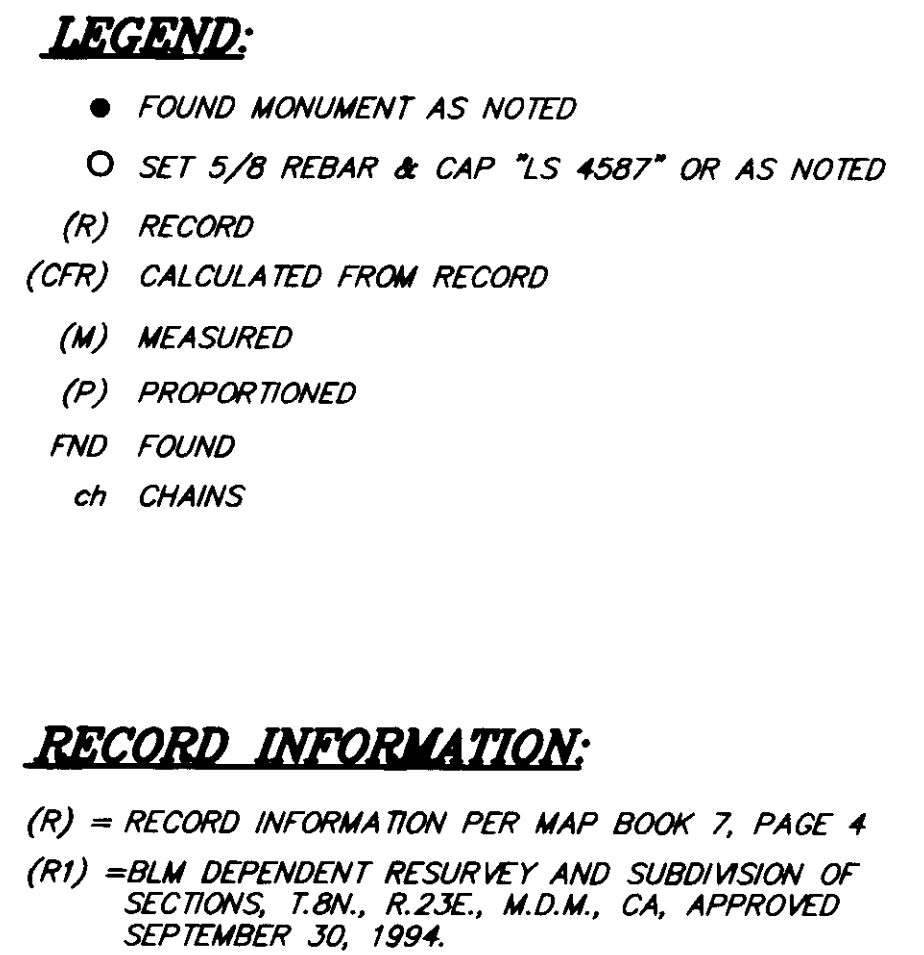 LEGEND:
● FOUND MONUMENT AS NOTED
○ SET 5/8 REBAR & CAP "LS 4587" OR AS NOTED
(R) RECORD
(CFR) CALCULATED FROM RECORD
(M) MEASURED
(P) PROPORTIONED
FND FOUND
ch CHAINS
RECORD INFORMATION:
(R) = RECORD INFORMATION PER MAP BOOK 7, PAGE 4
(R1) =BLM DEPENDENT RESURVEY AND SUBDIVISION OF
SECTIONS, T.8N., R.23E., M.D.M., CA, APPROVED
SEPTEMBER 30, 1994.